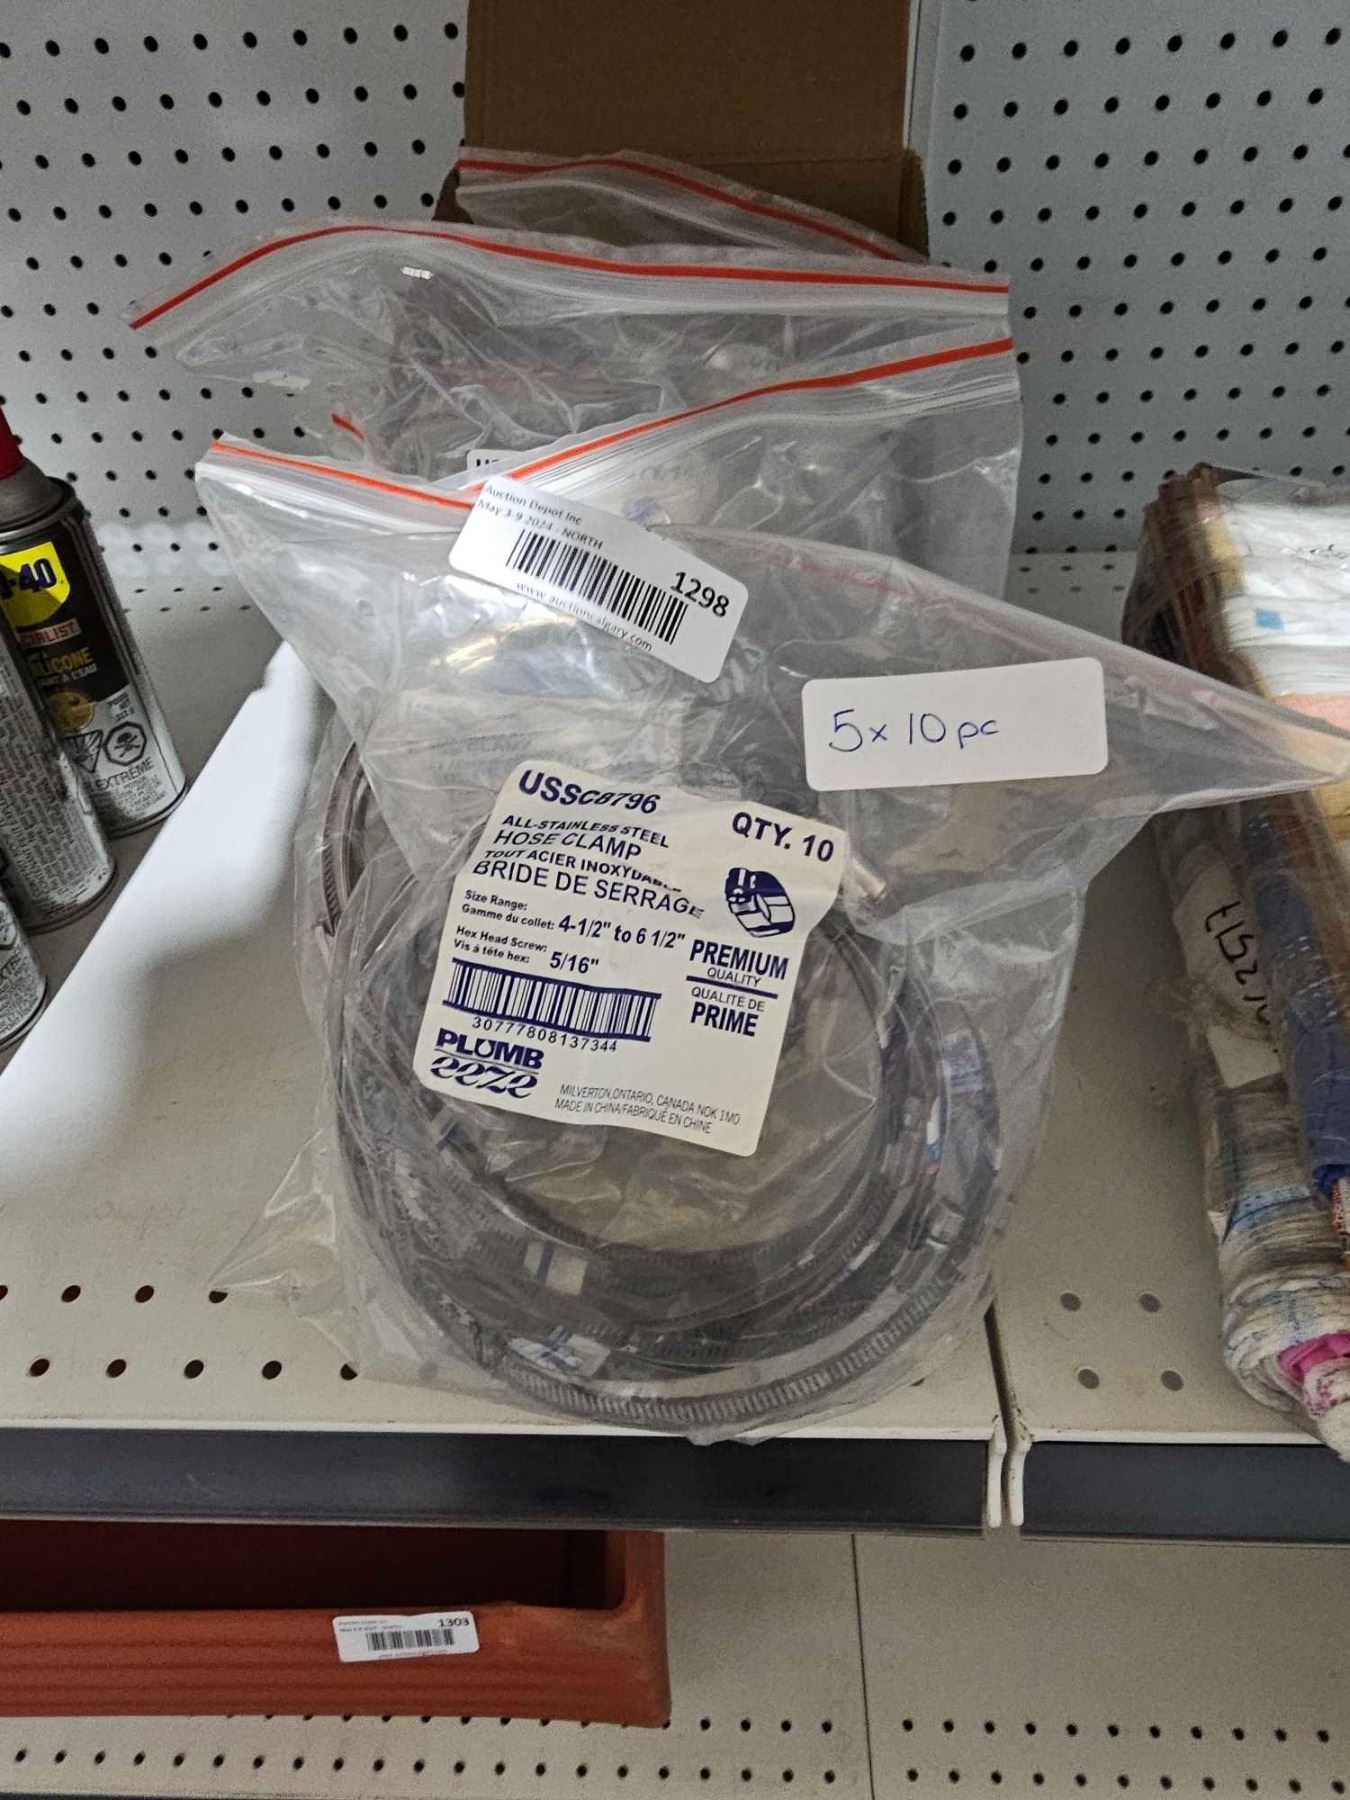 Auction Depot Inc
May 3-9 2024 - NORTH
1298
www.auctioncalgary.com
5x 10 pc
USSC8796
QTY. 10
ALL-STAINLESS STEEL
HOSE CLAMP
TOUT ACIER
BRIDE DE SERRAGE
Size Range:
Gamme du collet: 4-1/2" to 6 1/2"
Hex Head Screw:
Vis à tête hex: 5/16"
PREMIUM
QUALITY
QUALITÉ DE
PRIME
30777808137344
PLUMB
eeze
MILVERTON,ONTARIO, CANADA N0K 1M0
MADE IN CHINA/FABRIQUÉ EN CHINE
-40
SILICONE
EXTRÊME
1303